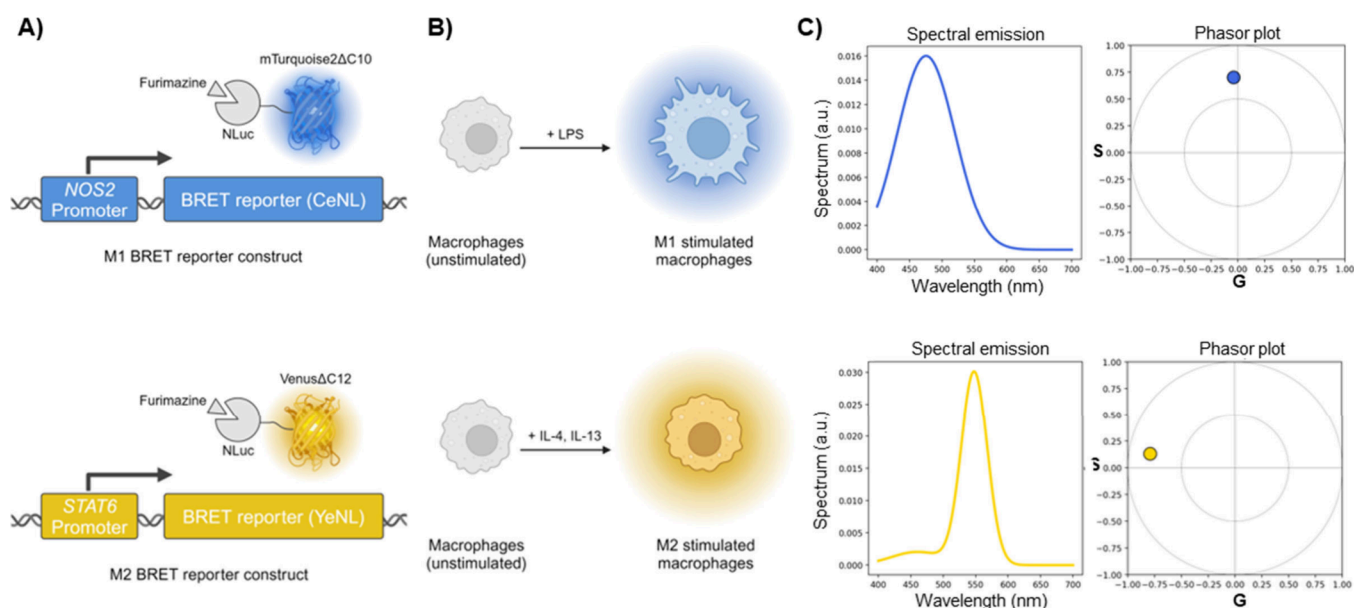 A)
mTurquoise2ΔC10
Furimazine
NLuc
NOS2
Promoter
BRET reporter (CeNL)
M1 BRET reporter construct
VenusΔC12
Furimazine
NLuc
STAT6
Promoter
BRET reporter (YeNL)
M2 BRET reporter construct
B)
+ LPS
Macrophages
(unstimulated)
M1 stimulated
macrophages
+ IL-4, IL-13
Macrophages
(unstimulated)
M2 stimulated
macrophages
C)
Spectral emission
Spectrum (a.u.)
0.016
0.014
0.012
0.010
0.008
0.006
0.004
0.002
0.000
400 450 500 550 600 650 700
Wavelength (nm)
Phasor plot
S
1.00
0.75
0.50
0.25
0.00
−0.25
−0.50
−0.75
−1.00
−1.00 −0.75 −0.50 −0.25 0.00 0.25 0.50 0.75 1.00
G
Spectral emission
Spectrum (a.u.)
0.030
0.025
0.020
0.015
0.010
0.005
0.000
400 450 500 550 600 650 700
Wavelength (nm)
Phasor plot
S
1.00
0.75
0.50
0.25
0.00
−0.25
−0.50
−0.75
−1.00
−1.00 −0.75 −0.50 −0.25 0.00 0.25 0.50 0.75 1.00
G